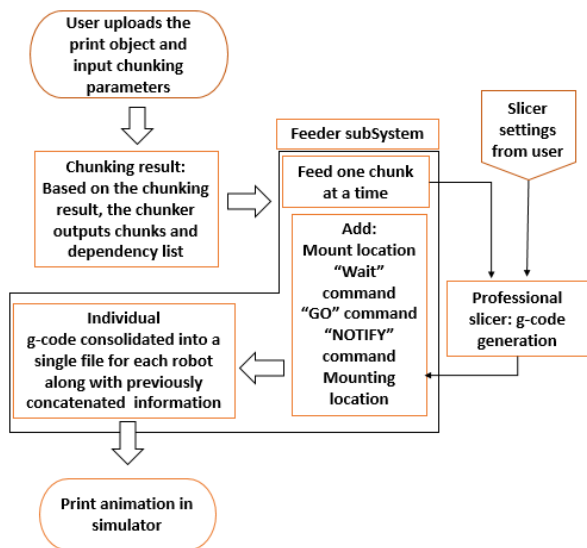 User uploads the
print object and
input chunking
parameters
Feeder subSystem
Slicer
settings
from user
Chunking result:
Based on the chunking
result, the chunker
outputs chunks and
dependency list
Feed one chunk
at a time
Add:
Mount location
“Wait”
command
“GO” command
“NOTIFY”
command
Mounting
location
Professional
slicer: g-code
generation
Individual
g-code consolidated into a
single file for each robot
along with previously
concatenated information
Print animation in
simulator